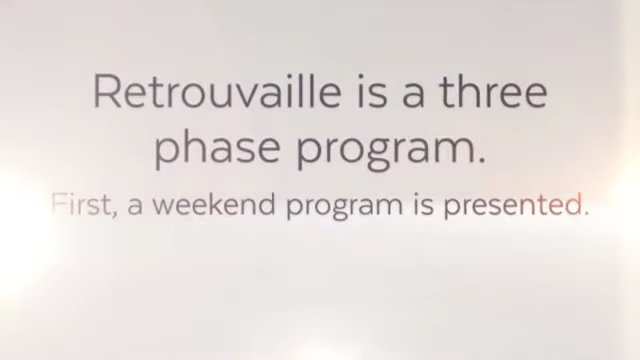 Retrouvaille is a three
phase program.
First, a weekend program is presented.